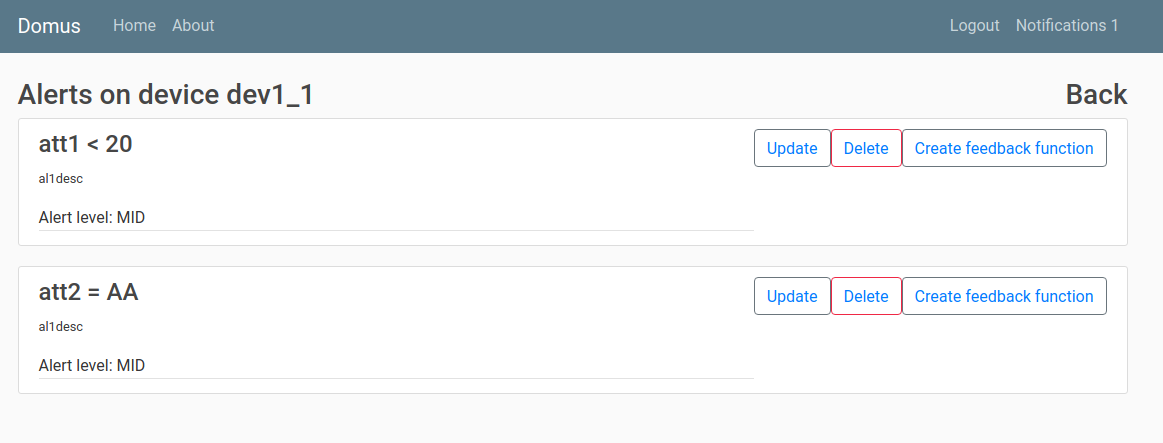 Domus Home About Logout Notifications 1
Alerts on device dev1_1 Back
att1 < 20 Update Delete Create feedback function
al1desc
Alert level: MID
att2 = AA Update Delete Create feedback function
al1desc
Alert level: MID